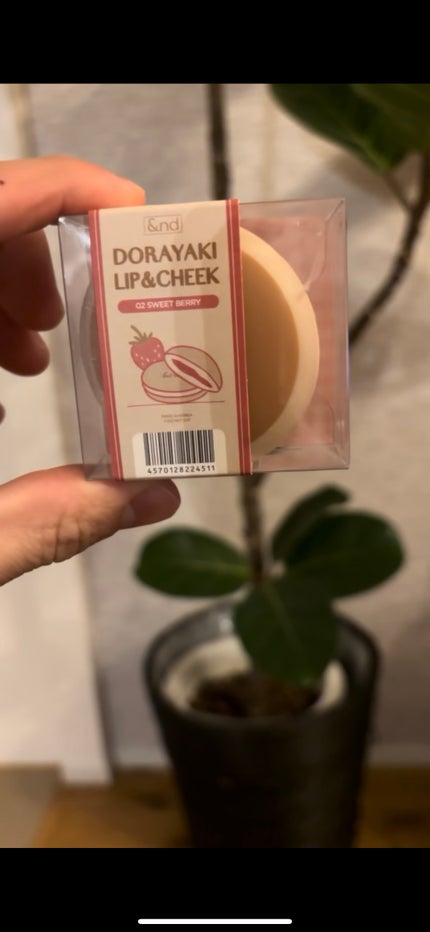 &nd
DORAYAKI
LIP&CHEEK
02 SWEET BERRY
4570128224511